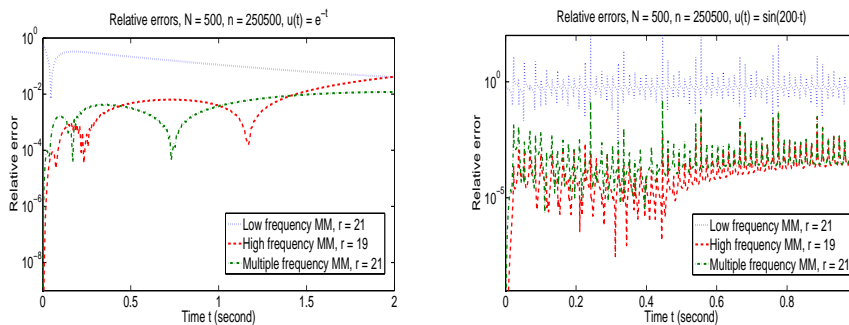 Relative errors, N = 500, n = 250500, u(t) = e^-t
Relative error
10^0
10^-2
10^-4
10^-6
10^-8
Low frequency MM, r = 21
High frequency MM, r = 19
Multiple frequency MM, r = 21
0
0.5
1
1.5
2
Time t (second)
Relative errors, N = 500, n = 250500, u(t) = sin(200·t)
Relative error
10^0
10^-5
Low frequency MM, r = 21
High frequency MM, r = 19
Multiple frequency MM, r = 21
0
0.2
0.4
0.6
0.8
Time t (second)